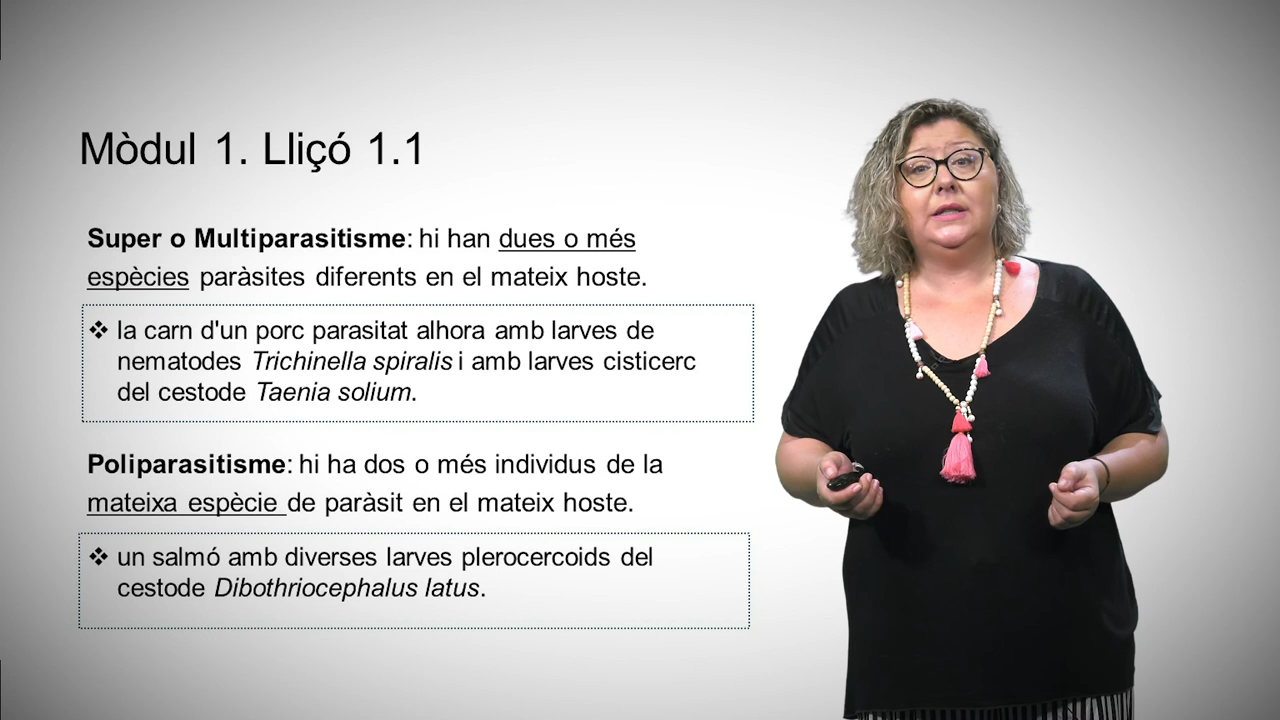 Mòdul 1. Lliçó 1.1
Super o Multiparasitisme: hi han dues o més
espècies paràsites diferents en el mateix hoste.
❖ la carn d'un porc parasitat alhora amb larves de
nematodes Trichinella spiralis i amb larves cisticerc
del cestode Taenia solium.
Poliparasitisme: hi ha dos o més individus de la
mateixa espècie de paràsit en el mateix hoste.
❖ un salmó amb diverses larves plerocercoids del
cestode Dibothriocephalus latus.